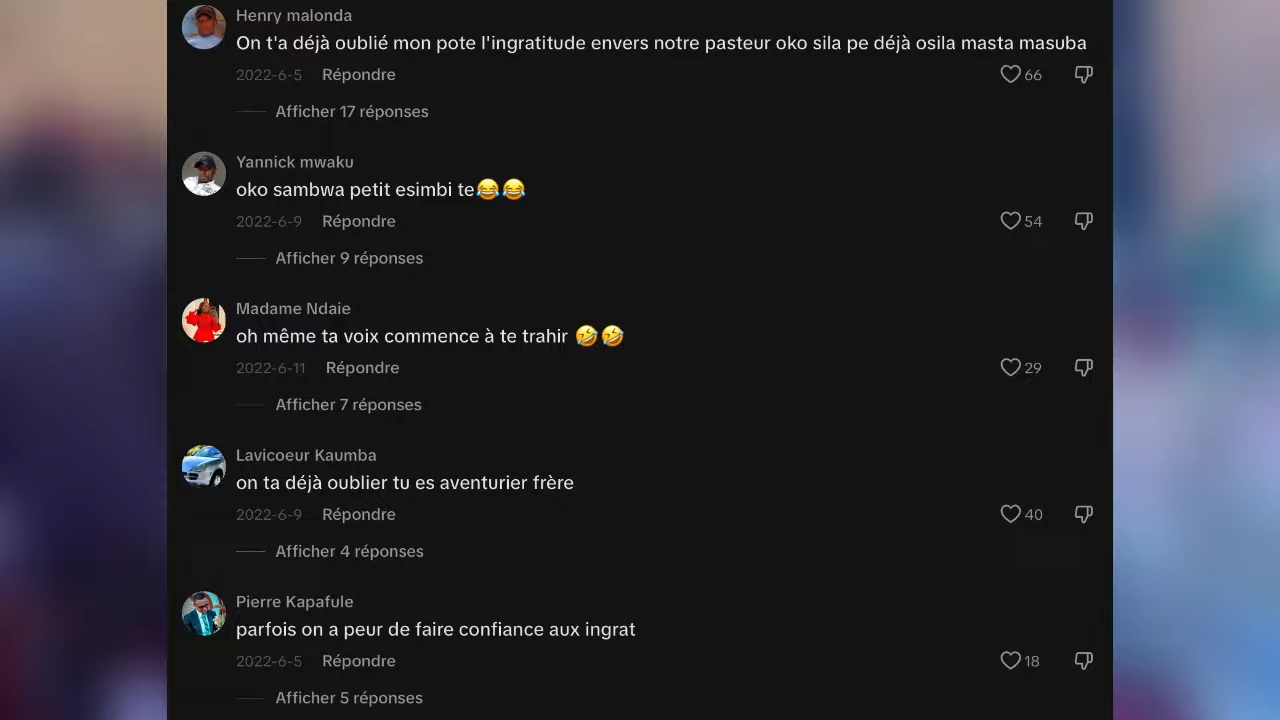 Henry malonda
On t'a déjà oublié mon pote l'ingratitude envers notre pasteur oko sila pe déjà osila masta masuba
2022-6-5 Répondre 66
Afficher 17 réponses
Yannick mwaku
oko sambwa petit esimbi te😂😂
2022-6-9 Répondre 54
Afficher 9 réponses
Madame Ndaie
oh même ta voix commence à te trahir 🤣🤣
2022-6-11 Répondre 29
Afficher 7 réponses
Lavicoeur Kaumba
on ta déjà oublier tu es aventurier frère
2022-6-9 Répondre 40
Afficher 4 réponses
Pierre Kapafule
parfois on a peur de faire confiance aux ingrat
2022-6-5 Répondre 18
Afficher 5 réponses